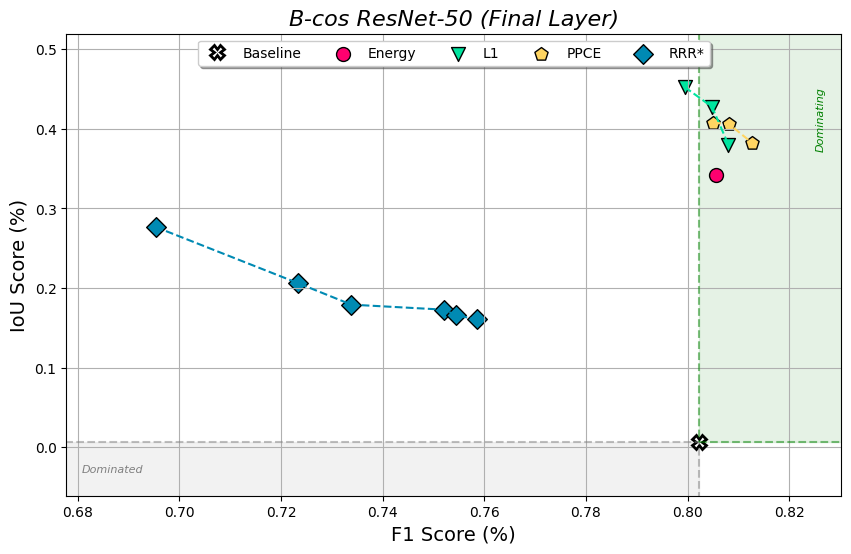 B-cos ResNet-50 (Final Layer)
Baseline Energy L1 PPCE RRR*
IoU Score (%)
0.5
0.4
0.3
0.2
0.1
0.0
Dominating
Dominated
0.68 0.70 0.72 0.74 0.76 0.78 0.80 0.82
F1 Score (%)